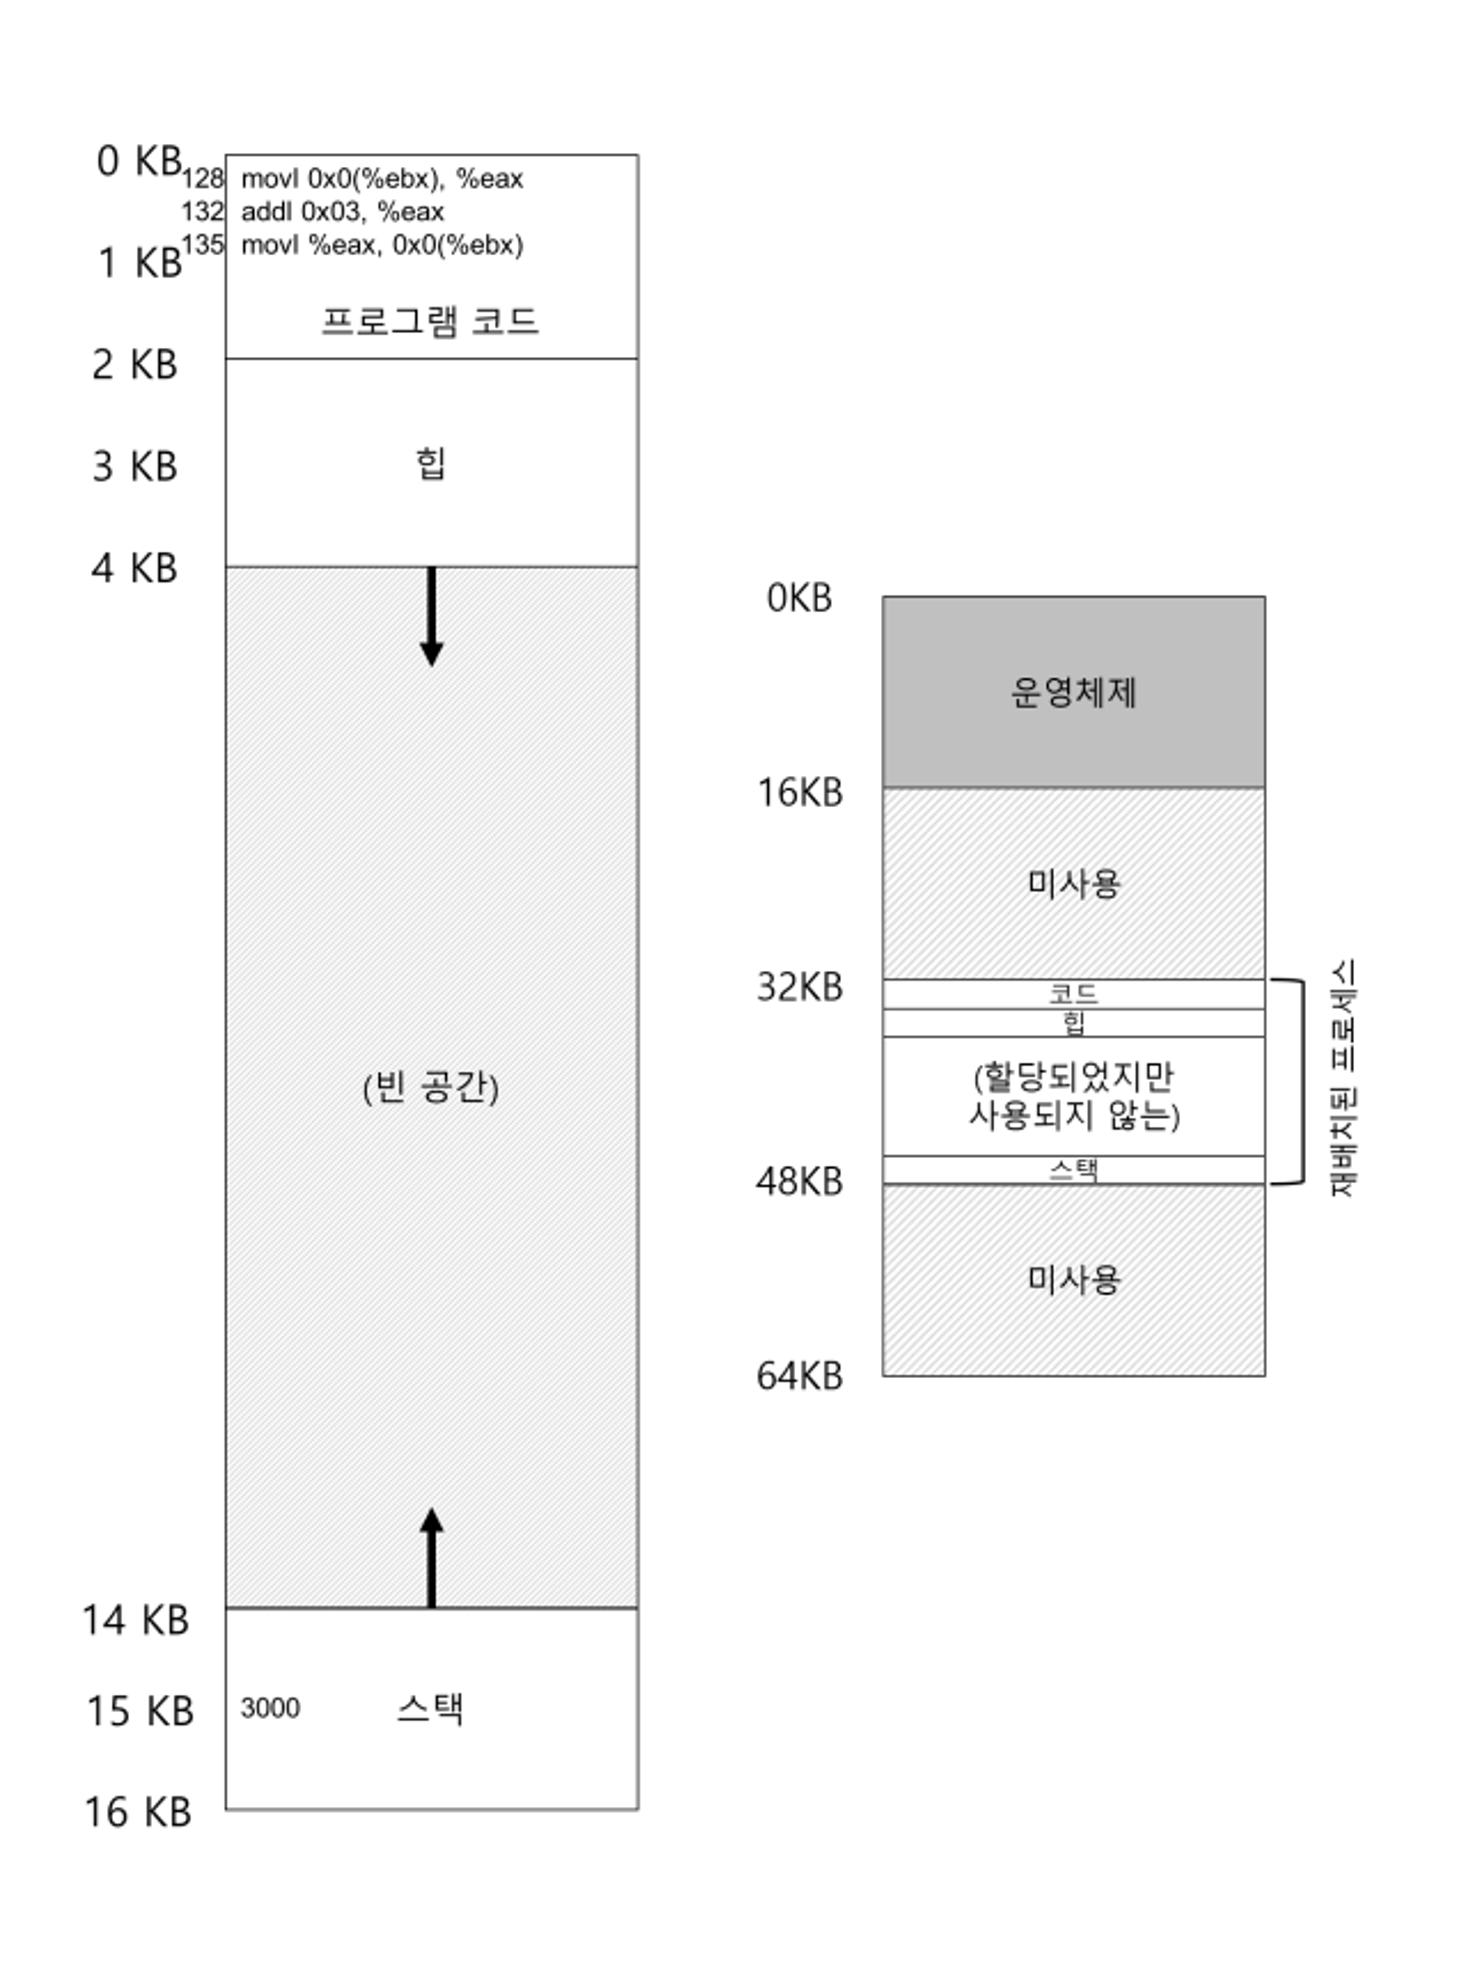 0 KB
128 movl 0x0(%ebx), %eax
132 addl 0x03, %eax
135 movl %eax, 0x0(%ebx)
1 KB
프로그램 코드
2 KB
힙
3 KB
4 KB
(빈 공간)
14 KB
15 KB
3000
스택
16 KB
0KB
운영체제
16KB
미사용
32KB
코드
힙
(할당되었지만
사용되지 않는)
스택
48KB
재배치된 프로세스
미사용
64KB